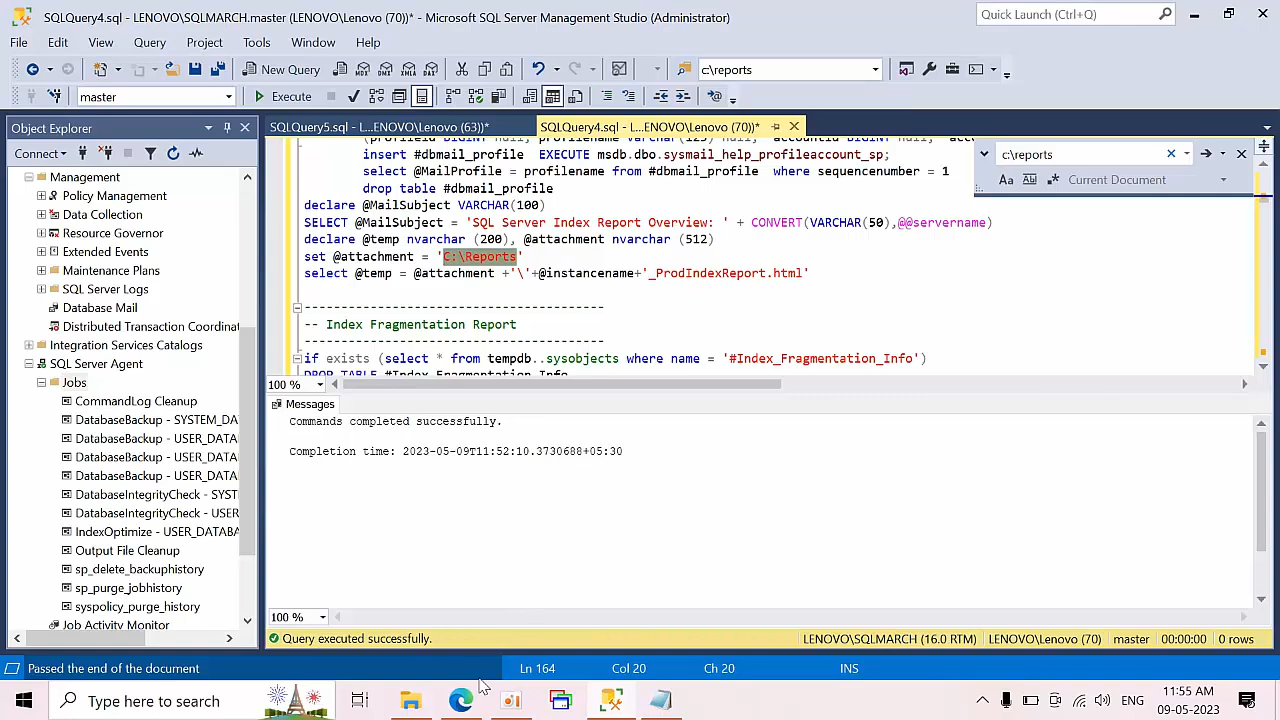 SQLQuery4.sql - LENOVO\SQLMARCH.master (LENOVO\Lenovo (70))* - Microsoft SQL Server Management Studio (Administrator)
Quick Launch (Ctrl+Q)
File Edit View Query Project Tools Window Help
New Query
MDX DMX XMLA DAX
c:\reports
master
Execute
Object Explorer
SQLQuery5.sql - L...ENOVO\Lenovo (63))*
SQLQuery4.sql - L...ENOVO\Lenovo (70))*
Connect
Management
Policy Management
Data Collection
Resource Governor
Extended Events
Maintenance Plans
SQL Server Logs
Database Mail
Distributed Transaction Coordina
Integration Services Catalogs
SQL Server Agent
Jobs
CommandLog Cleanup
DatabaseBackup - SYSTEM_DA
DatabaseBackup - USER_DATA
DatabaseBackup - USER_DATA
DatabaseBackup - USER_DATA
DatabaseIntegrityCheck - SYST
DatabaseIntegrityCheck - USER
IndexOptimize - USER_DATABA
Output File Cleanup
sp_delete_backuphistory
sp_purge_jobhistory
syspolicy_purge_history
Job Activity Monitor
insert #dbmail_profile EXECUTE msdb.dbo.sysmail_help_profileaccount_sp;
select @MailProfile = profilename from #dbmail_profile where sequencenumber = 1
drop table #dbmail_profile
declare @MailSubject VARCHAR(100)
SELECT @MailSubject = 'SQL Server Index Report Overview: ' + CONVERT(VARCHAR(50),@@servername)
declare @temp nvarchar (200), @attachment nvarchar (512)
set @attachment = 'C:\Reports'
select @temp = @attachment +'\'+@instancename+'_ProdIndexReport.html'
----------------------------------------
-- Index Fragmentation Report
----------------------------------------
if exists (select * from tempdb..sysobjects where name = '#Index_Fragmentation_Info')
DROP TABLE #Index_Fragmentation_Info
c:\reports
Aa Ab Current Document
100 %
Messages
Commands completed successfully.
Completion time: 2023-05-09T11:52:10.3730688+05:30
100 %
Query executed successfully.
LENOVO\SQLMARCH (16.0 RTM) LENOVO\Lenovo (70) master 00:00:00 0 rows
Passed the end of the document
Ln 164 Col 20 Ch 20 INS
Type here to search
ENG
11:55 AM
09-05-2023